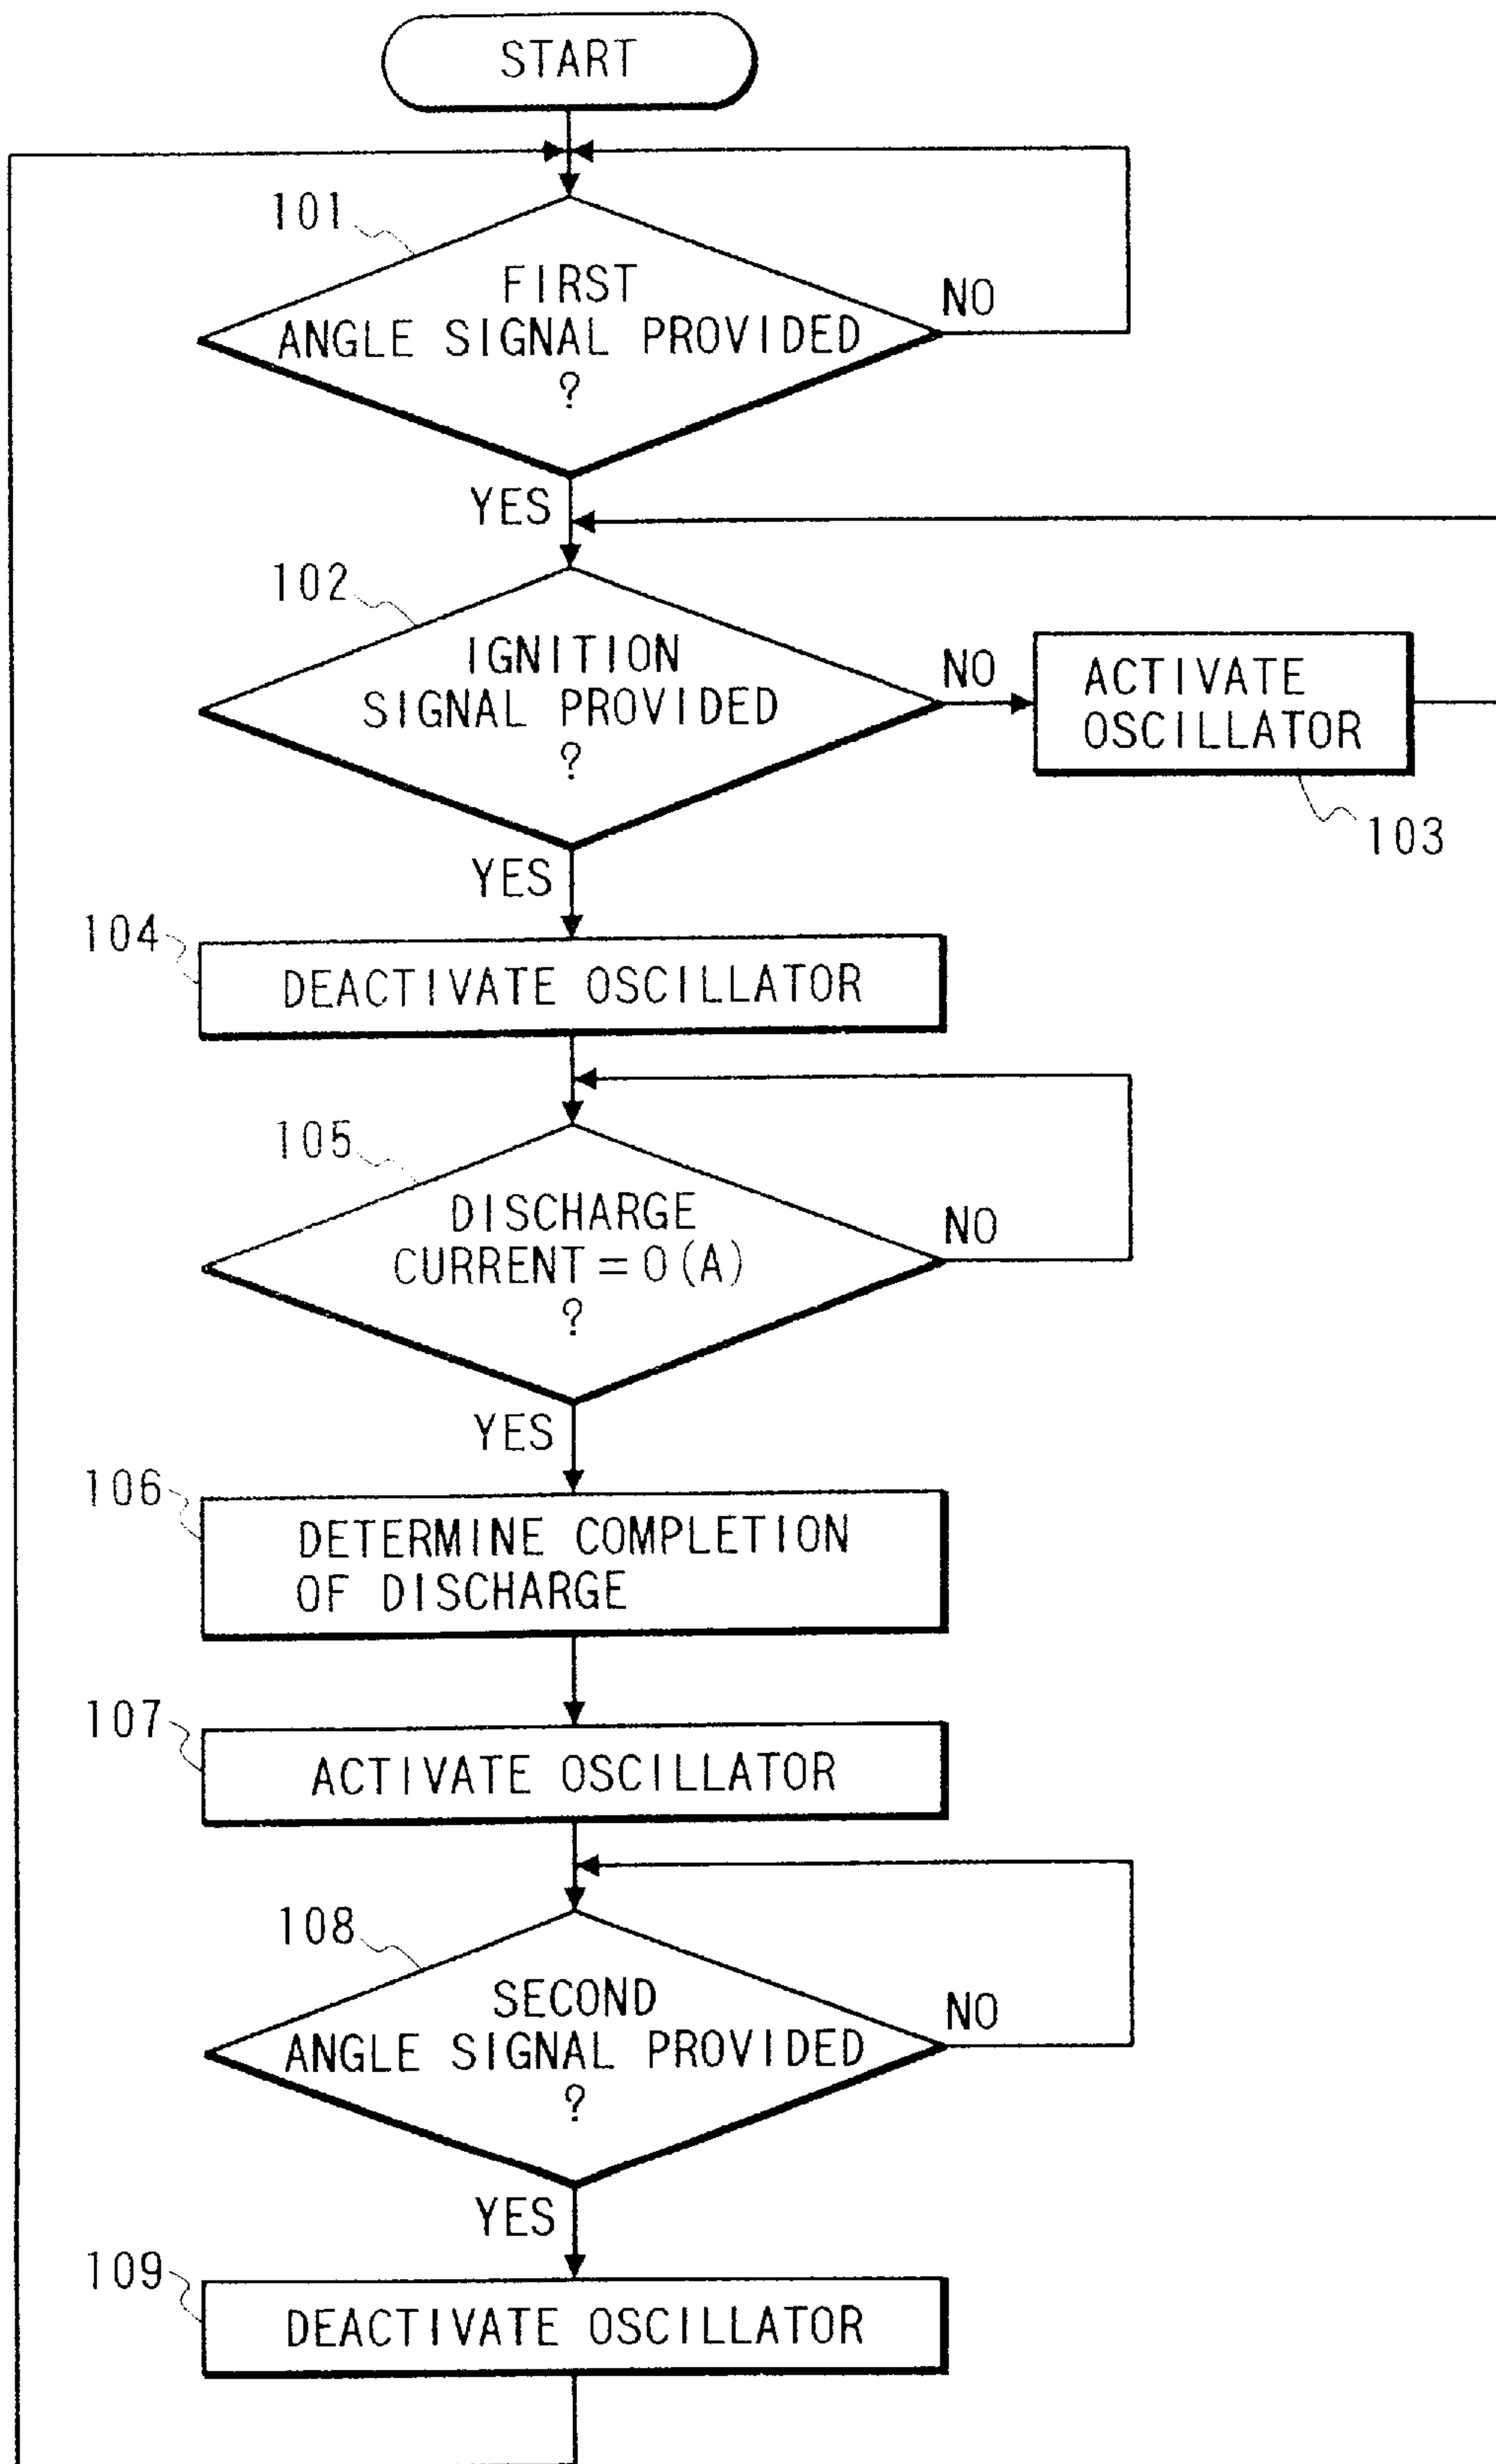 START
101
FIRST
ANGLE SIGNAL PROVIDED
?
NO
YES
102
IGNITION
SIGNAL PROVIDED
?
NO
ACTIVATE
OSCILLATOR
103
YES
104
DEACTIVATE OSCILLATOR
105
DISCHARGE
CURRENT = 0 (A)
?
NO
YES
106
DETERMINE COMPLETION
OF DISCHARGE
107
ACTIVATE OSCILLATOR
108
SECOND
ANGLE SIGNAL PROVIDED
?
NO
YES
109
DEACTIVATE OSCILLATOR